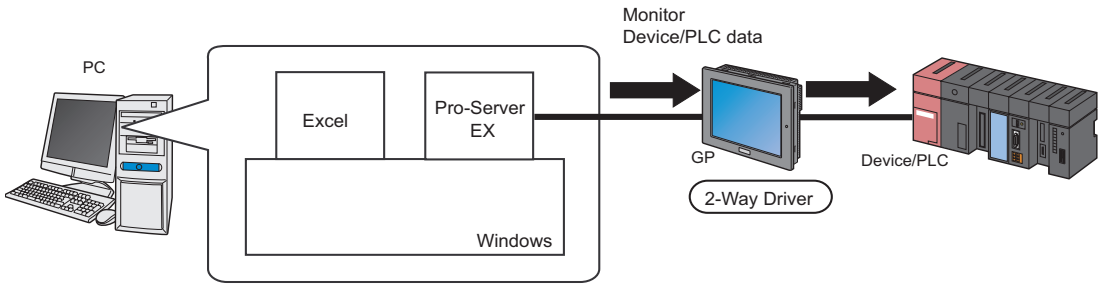 Monitor
Device/PLC data
PC
Excel
Pro-Server
EX
Windows
GP
2-Way Driver
Device/PLC